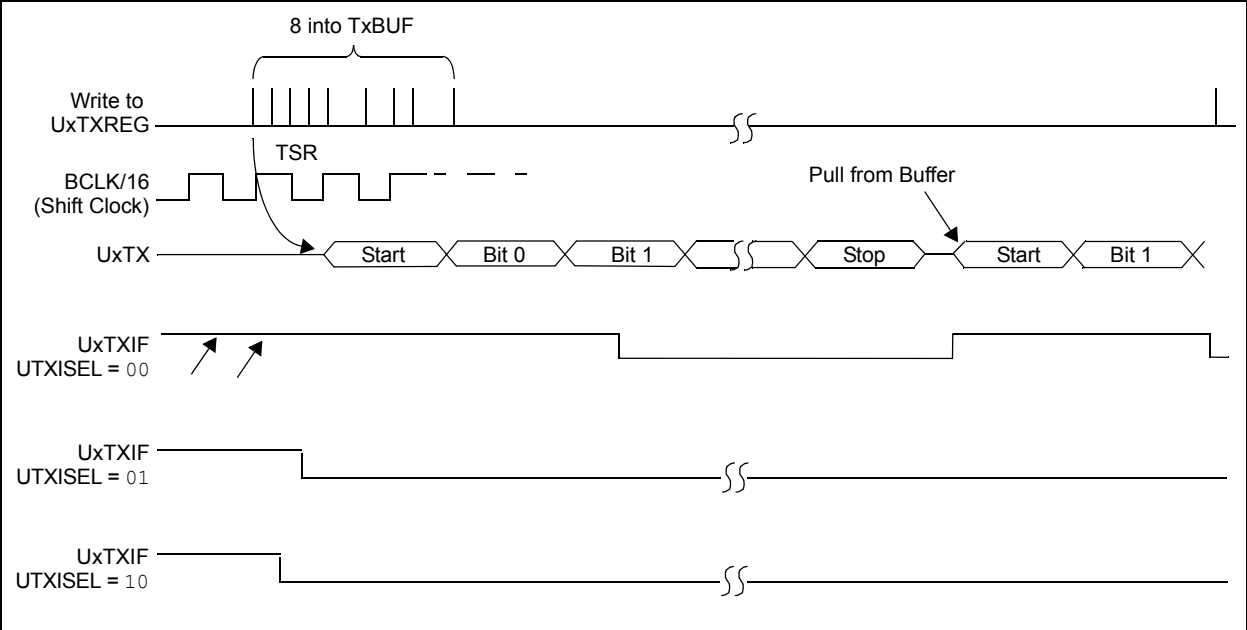 8 into TxBUF
Write to
UxTXREG
TSR
BCLK/16
(Shift Clock)
Pull from Buffer
UxTX
Start
Bit 0
Bit 1
Stop
Start
Bit 1
UxTXIF
UTXISEL = 00
UxTXIF
UTXISEL = 01
UxTXIF
UTXISEL = 10